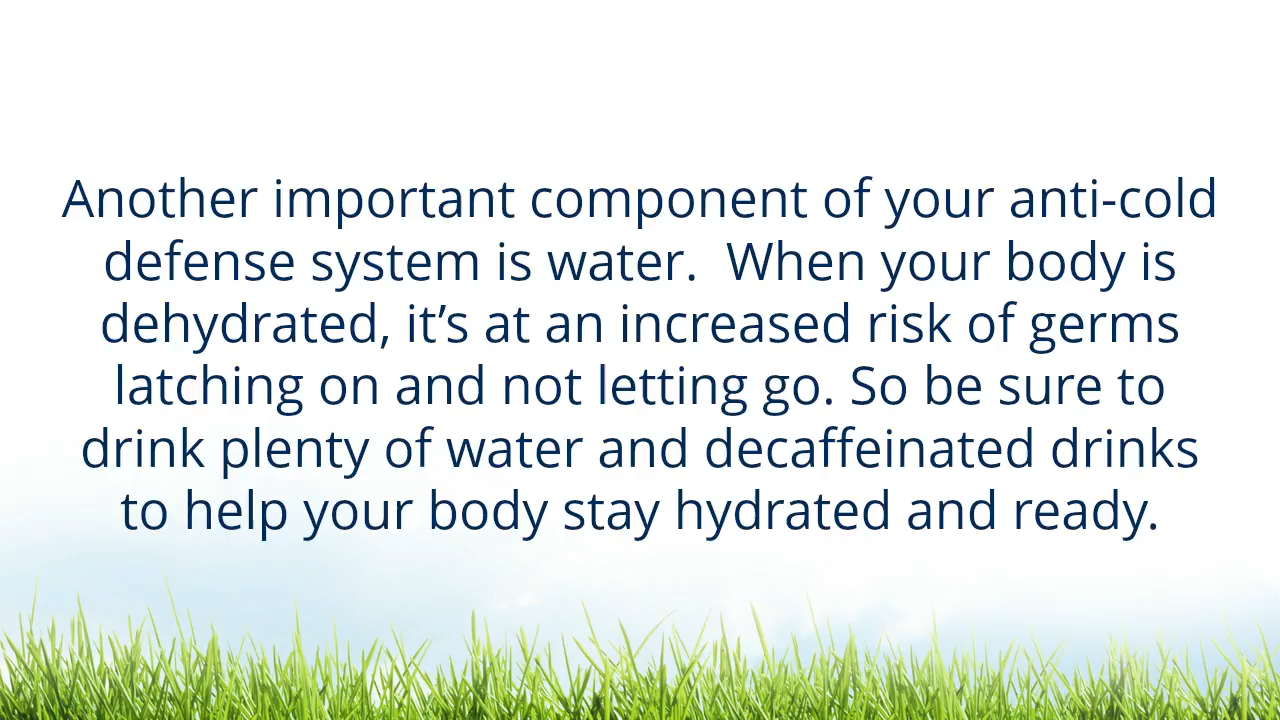 Another important component of your anti-cold
defense system is water.  When your body is
dehydrated, it’s at an increased risk of germs
latching on and not letting go. So be sure to
drink plenty of water and decaffeinated drinks
to help your body stay hydrated and ready.